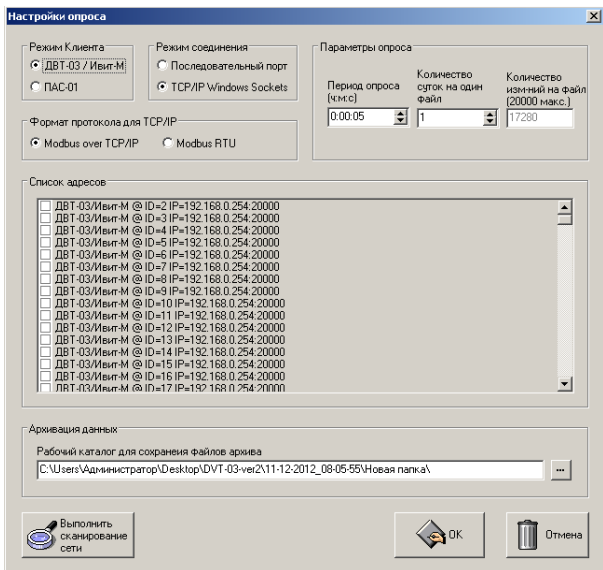 Настройки опроса
Режим Клиента
ДВТ-03 / Ивит-М
ПАС-01
Режим соединения
Последовательный порт
TCP/IP Windows Sockets
Формат протокола для TCP/IP
Modbus over TCP/IP
Modbus RTU
Параметры опроса
Период опроса
(ч:м:с)
0:00:05
Количество
суток на один
файл
1
Количество
изм-ний на файл
(20000 макс.)
17280
Список адресов
ДВТ-03/Ивит-М @ ID=2 IP=192.168.0.254:20000
ДВТ-03/Ивит-М @ ID=3 IP=192.168.0.254:20000
ДВТ-03/Ивит-М @ ID=4 IP=192.168.0.254:20000
ДВТ-03/Ивит-М @ ID=5 IP=192.168.0.254:20000
ДВТ-03/Ивит-М @ ID=6 IP=192.168.0.254:20000
ДВТ-03/Ивит-М @ ID=7 IP=192.168.0.254:20000
ДВТ-03/Ивит-М @ ID=8 IP=192.168.0.254:20000
ДВТ-03/Ивит-М @ ID=9 IP=192.168.0.254:20000
ДВТ-03/Ивит-М @ ID=10 IP=192.168.0.254:20000
ДВТ-03/Ивит-М @ ID=11 IP=192.168.0.254:20000
ДВТ-03/Ивит-М @ ID=12 IP=192.168.0.254:20000
ДВТ-03/Ивит-М @ ID=13 IP=192.168.0.254:20000
ДВТ-03/Ивит-М @ ID=14 IP=192.168.0.254:20000
ДВТ-03/Ивит-М @ ID=15 IP=192.168.0.254:20000
ДВТ-03/Ивит-М @ ID=16 IP=192.168.0.254:20000
ДВТ-03/Ивит-М @ ID=17 IP=192.168.0.254:20000
Архивация данных
Рабочий каталог для сохранеия файлов архива
C:\Users\Администратор\Desktop\DVT-03-ver2\11-12-2012_08-05-55\Новая папка\
...
Выполнить
сканирование
сети
OK
Отмена